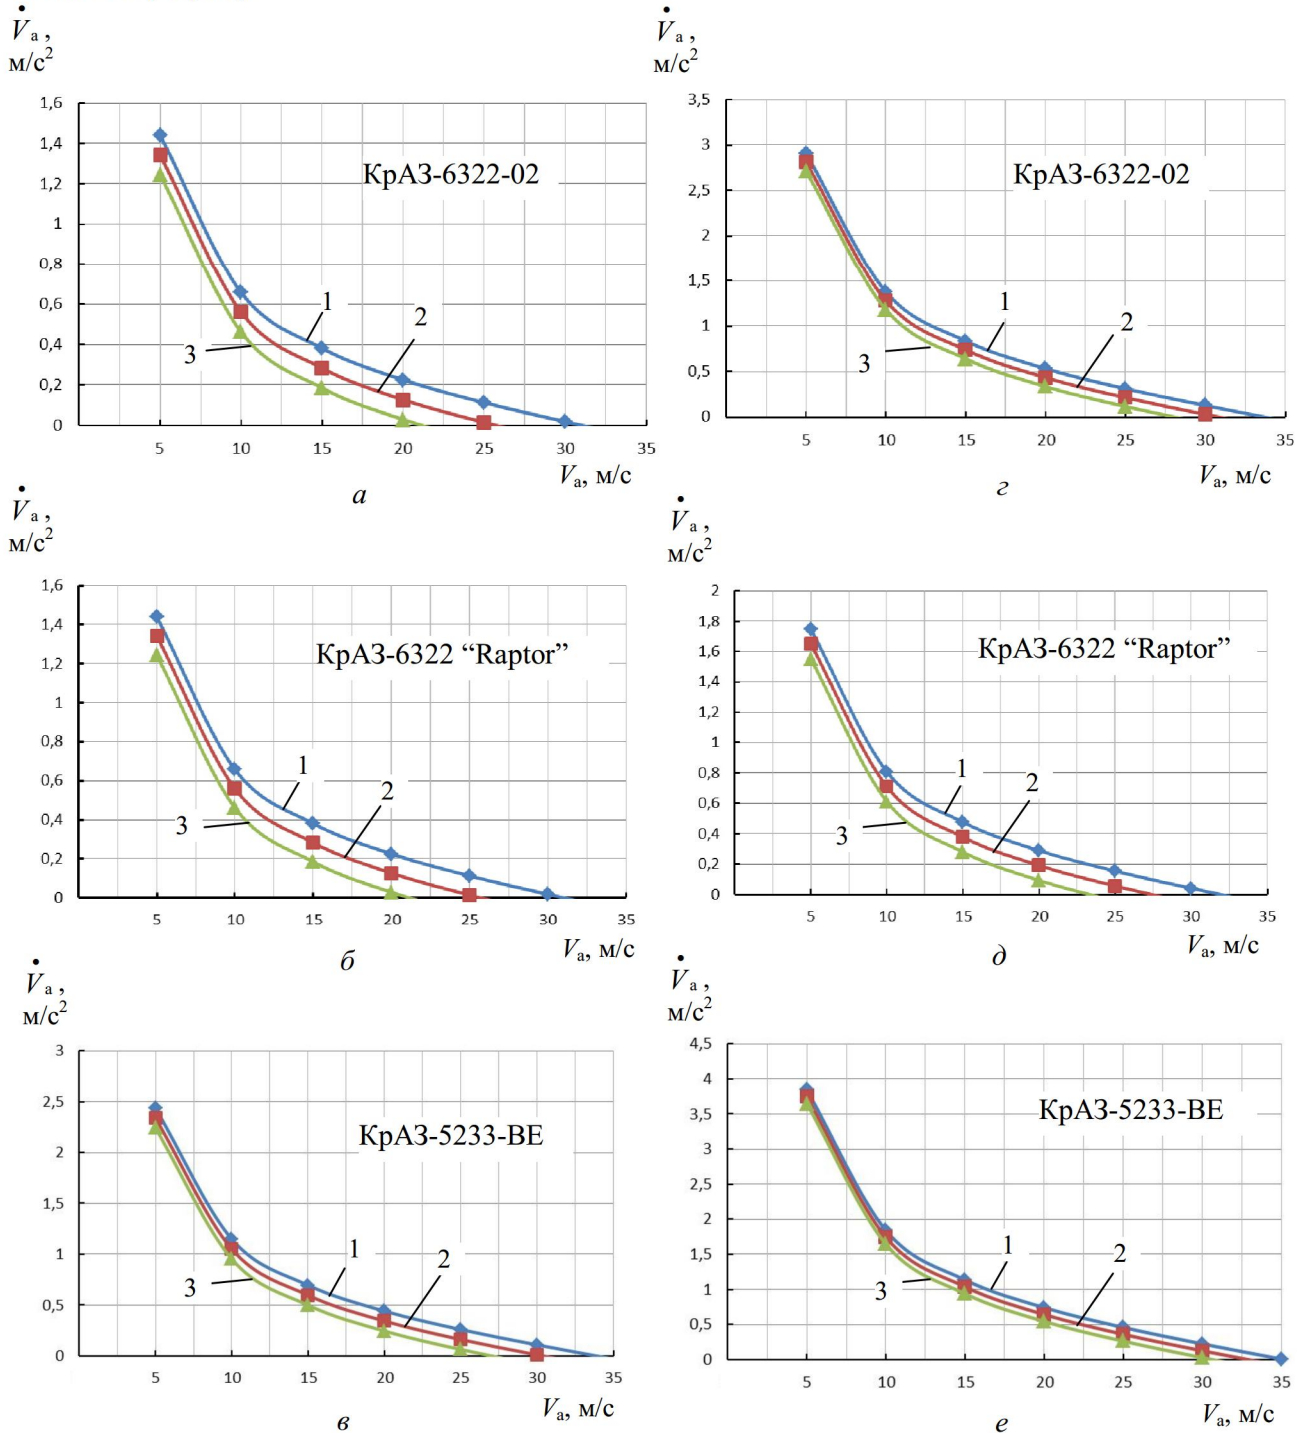 V̇а ,
м/с²
1,6
1,4
1,2
1
0,8
0,6
0,4
0,2
0
КрАЗ-6322-02
1
2
3
5 10 15 20 25 30 35
Vа, м/с
а
V̇а ,
м/с²
3,5
3
2,5
2
1,5
1
0,5
0
КрАЗ-6322-02
1
2
3
5 10 15 20 25 30 35
Vа, м/с
г
V̇а ,
м/с²
1,6
1,4
1,2
1
0,8
0,6
0,4
0,2
0
КрАЗ-6322 “Raptor”
1
2
3
5 10 15 20 25 30 35
Vа, м/с
б
V̇а ,
м/с²
2
1,8
1,6
1,4
1,2
1
0,8
0,6
0,4
0,2
0
КрАЗ-6322 “Raptor”
1
2
3
5 10 15 20 25 30 35
Vа, м/с
д
V̇а ,
м/с²
3
2,5
2
1,5
1
0,5
0
КрАЗ-5233-ВЕ
1
2
3
5 10 15 20 25 30 35
Vа, м/с
в
V̇а ,
м/с²
4,5
4
3,5
3
2,5
2
1,5
1
0,5
0
КрАЗ-5233-ВЕ
1
2
3
5 10 15 20 25 30 35
Vа, м/с
е